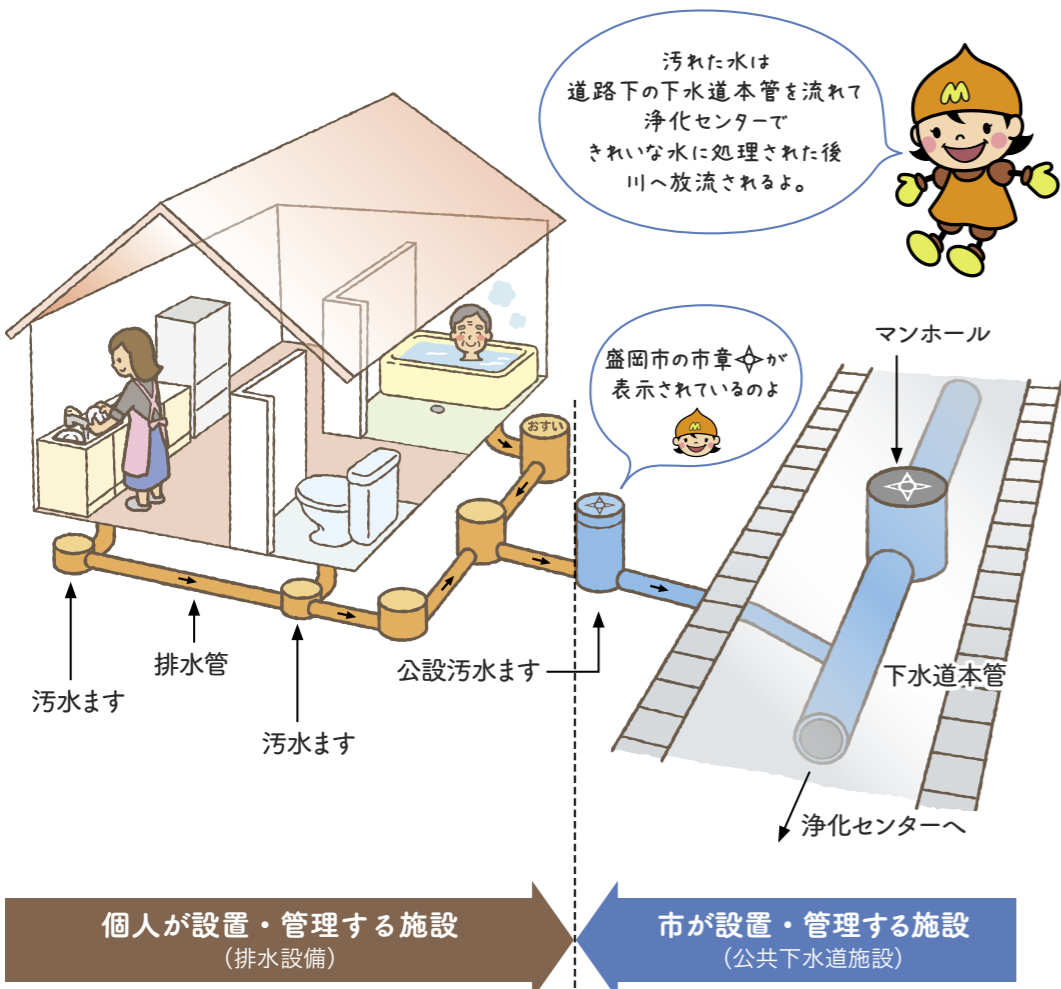 汚れた水は
道路下の下水道本管を流れて
浄化センターで
きれいな水に処理された後
川へ放流されるよ。
M
盛岡市の市章が
表示されているのよ
M
マンホール
おすい
排水管
公設汚水ます
下水道本管
汚水ます
汚水ます
浄化センターへ
個人が設置・管理する施設
(排水設備)
市が設置・管理する施設
(公共下水道施設)